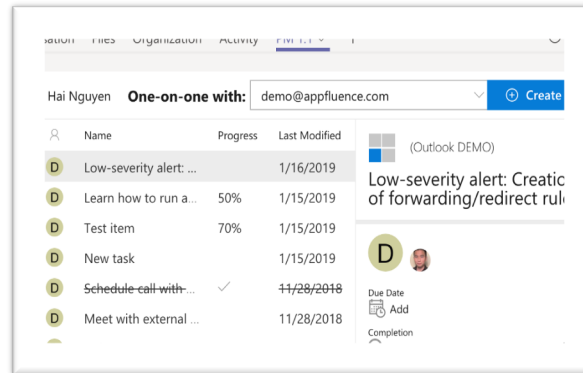 sation Files Organization Activity PM 1.1
Hai Nguyen One-on-one with: demo@appfluence.com Create
Name Progress Last Modified
D Low-severity alert: ... 1/16/2019
D Learn how to run a... 50% 1/15/2019
D Test item 70% 1/15/2019
D New task 1/15/2019
D Schedule call with ... 11/28/2018
D Meet with external ... 11/28/2018
(Outlook DEMO)
Low-severity alert: Creatic
of forwarding/redirect rul
D
Due Date
Add
Completion